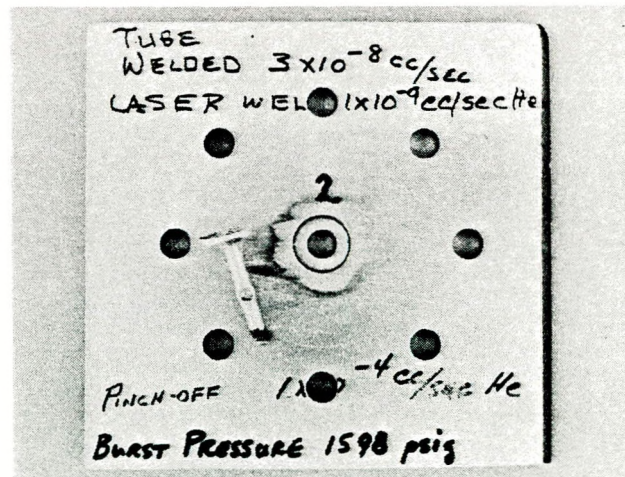 TUBE
WELDED 3x10-8 cc/sec
LASER WEL 1x10-9 cc/sec He
2
PINCH-OFF 1x -4 cc/sec He
BURST PRESSURE 1598 psig